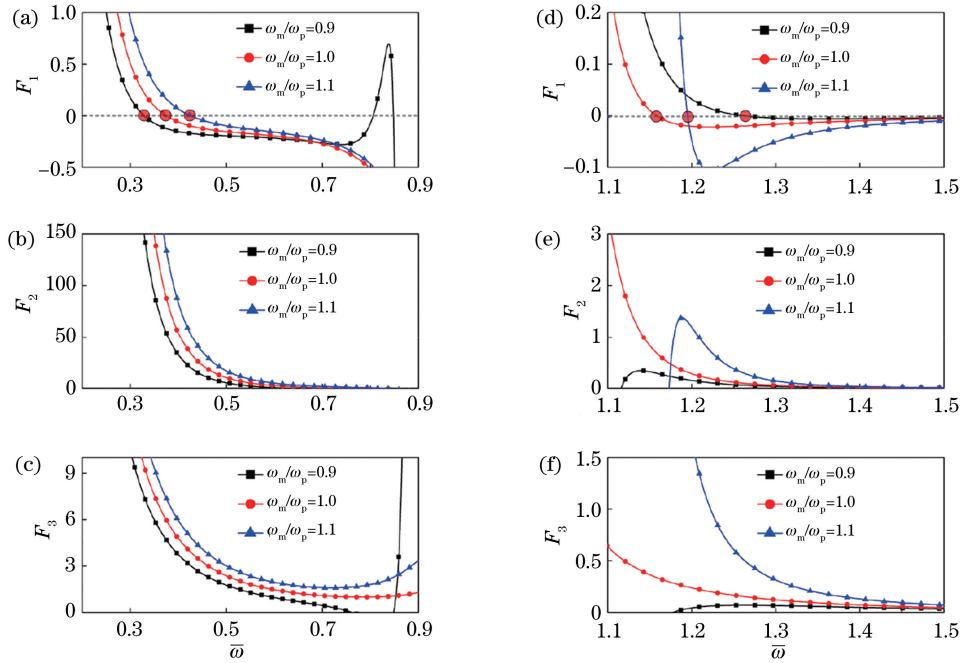 (a)
F₁
1.0
0.5
0
−0.5
0.3
0.5
0.7
0.9
ωₘ/ωₚ=0.9
ωₘ/ωₚ=1.0
ωₘ/ωₚ=1.1
(d)
F₁
0.2
0.1
0
−0.1
1.1
1.2
1.3
1.4
1.5
ωₘ/ωₚ=0.9
ωₘ/ωₚ=1.0
ωₘ/ωₚ=1.1
(b)
F₂
150
100
50
0
0.3
0.5
0.7
0.9
ωₘ/ωₚ=0.9
ωₘ/ωₚ=1.0
ωₘ/ωₚ=1.1
(e)
F₂
3
2
1
0
1.1
1.2
1.3
1.4
1.5
ωₘ/ωₚ=0.9
ωₘ/ωₚ=1.0
ωₘ/ωₚ=1.1
(c)
F₃
9
6
3
0
0.3
0.5
0.7
0.9
ω̅
ωₘ/ωₚ=0.9
ωₘ/ωₚ=1.0
ωₘ/ωₚ=1.1
(f)
F₃
1.5
1.0
0.5
0
1.1
1.2
1.3
1.4
1.5
ω̅
ωₘ/ωₚ=0.9
ωₘ/ωₚ=1.0
ωₘ/ωₚ=1.1